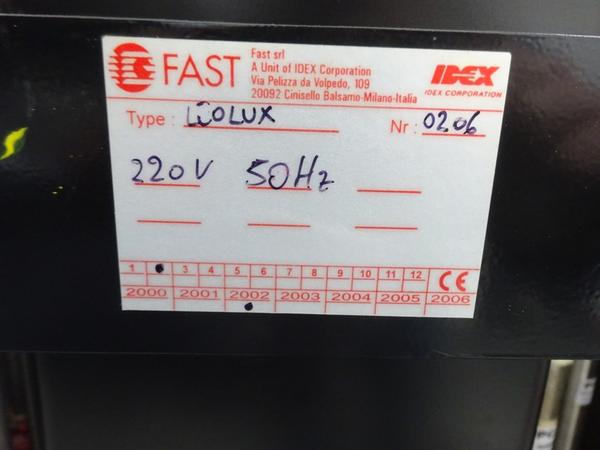 FAST
Fast srl
A Unit of IDEX Corporation
Via Pelizza da Volpedo, 109
20092 Cinisello Balsamo-Milano-Italia
IDEX
IDEX CORPORATION
Type : LIOLUX
Nr : 0206
220V 50Hz
1 3 4 5 6 7 8 9 10 11 12 CE
2000 2001 2002 2003 2004 2005 2006